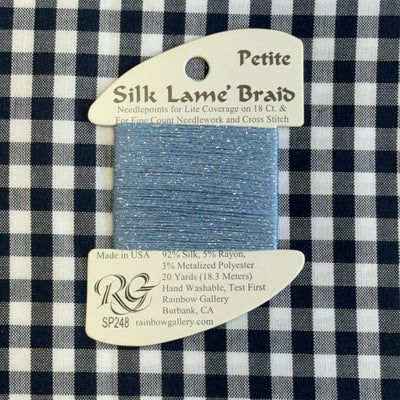 Petite
Silk Lamé Braid
Needlepoints for Lite Coverage on 18 Ct. &
For Fine Count Needlework and Cross Stitch
Made in USA
92% Silk, 5% Rayon,
3% Metalized Polyester
20 Yards (18.3 Meters)
Hand Washable, Test First
Rainbow Gallery
Burbank, CA
RG
SP248 rainbowgallery.com